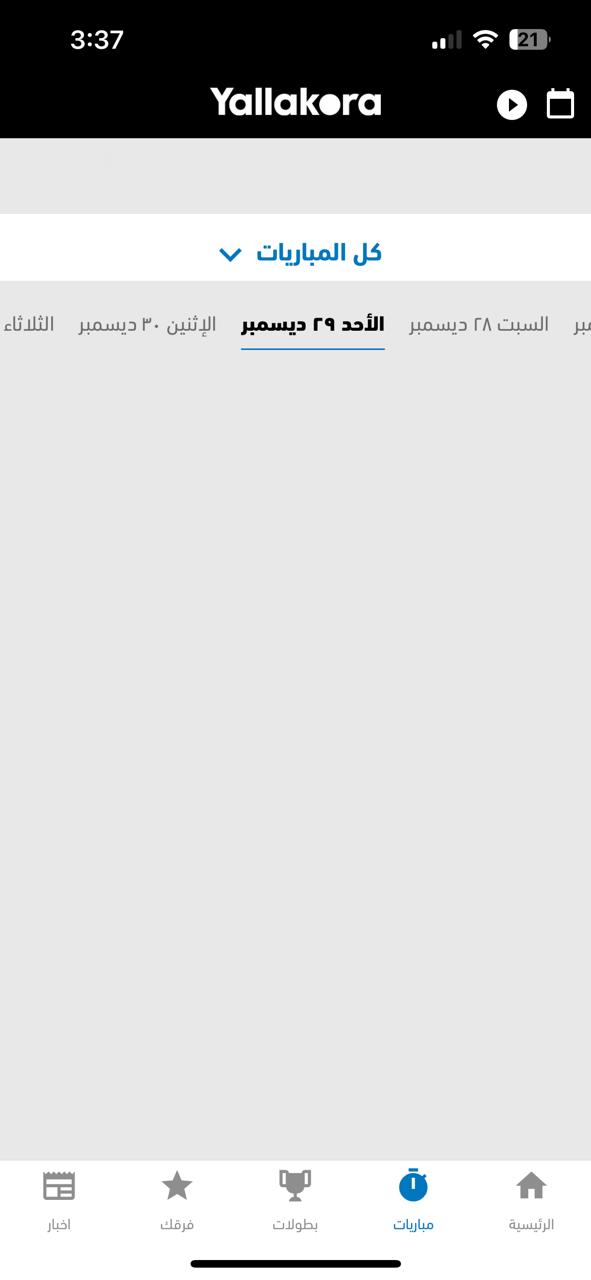 3:37
21
Yallakora
كل المباريات
السبت ٢٨ ديسمبر
الأحد ٢٩ ديسمبر
الإثنين ٣٠ ديسمبر
الثلاثاء
الرئيسية
مباريات
بطولات
فرقك
اخبار